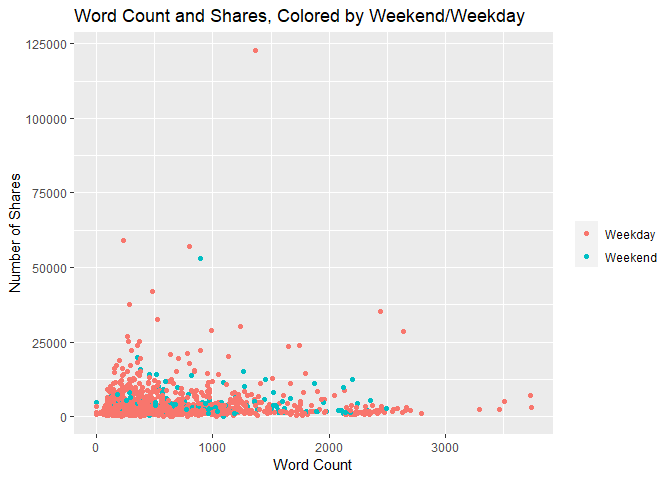 Word Count and Shares, Colored by Weekend/Weekday
125000
100000
75000
50000
25000
0
Number of Shares
0 1000 2000 3000
Word Count
Weekday
Weekend